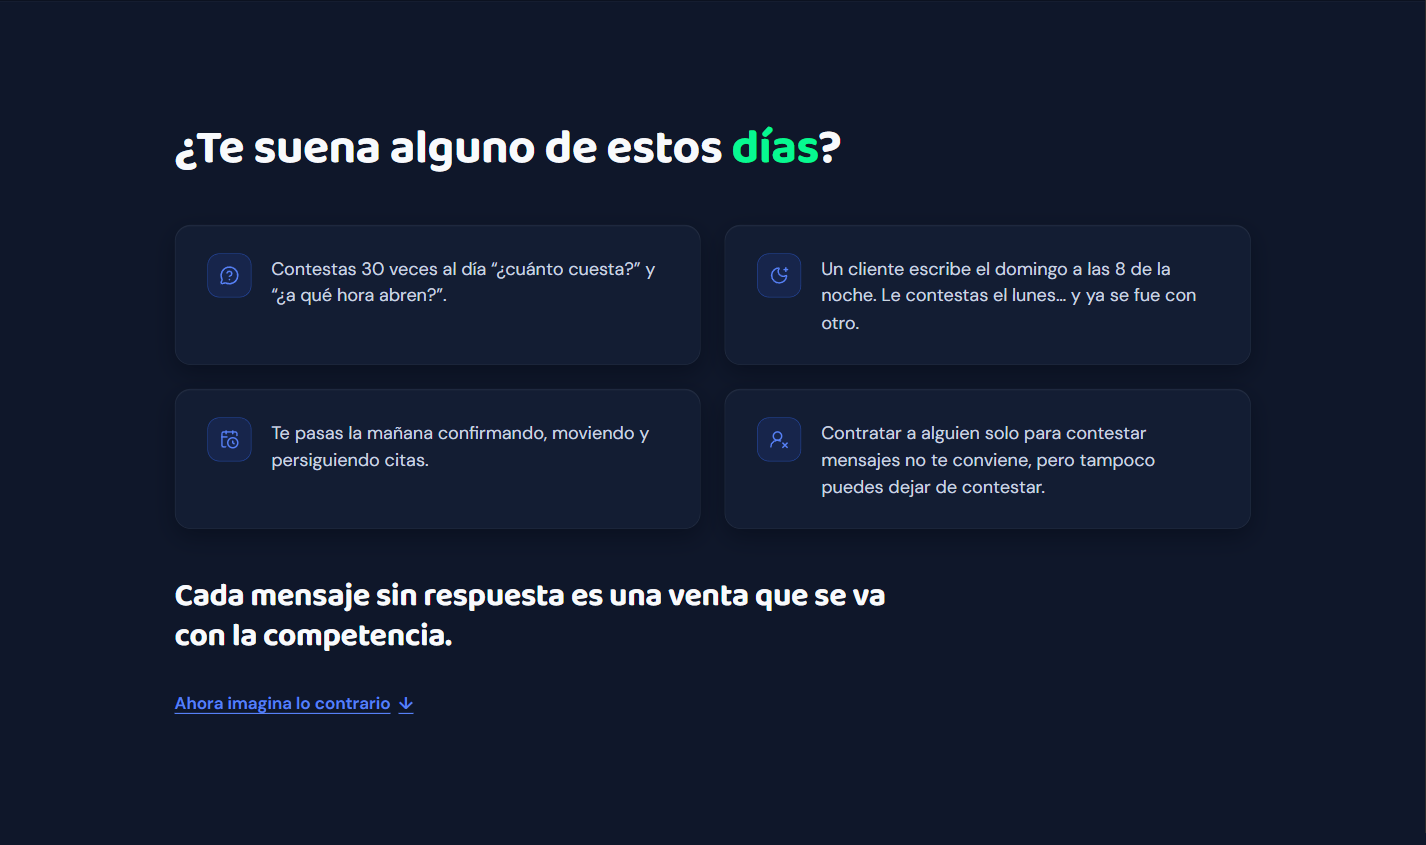 ¿Te suena alguno de estos días?
Contestas 30 veces al día “¿cuánto cuesta?” y
“¿a qué hora abren?”.
Un cliente escribe el domingo a las 8 de la
noche. Le contestas el lunes… y ya se fue con
otro.
Te pasas la mañana confirmando, moviendo y
persiguiendo citas.
Contratar a alguien solo para contestar
mensajes no te conviene, pero tampoco
puedes dejar de contestar.
Cada mensaje sin respuesta es una venta que se va
con la competencia.
Ahora imagina lo contrario ↓